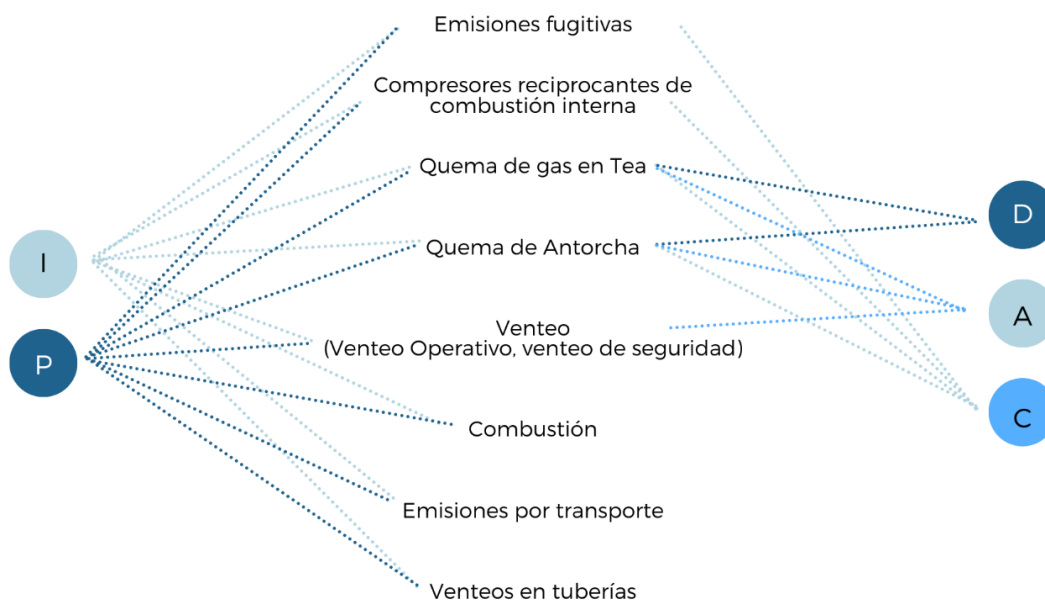 Emisiones fugitivas
Compresores reciprocantes de
combustión interna
Quema de gas en Tea
D
Quema de Antorcha
I
A
Venteo
(Venteo Operativo, venteo de seguridad)
P
C
Combustión
Emisiones por transporte
Venteos en tuberías